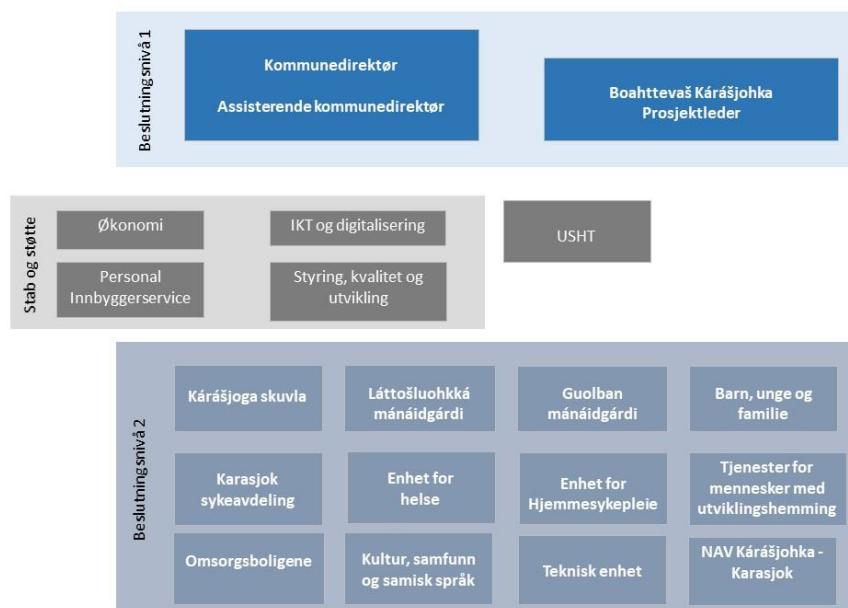 Beslutningsnivå 1
Kommunedirektør
Assisterende kommunedirektør
Boahttevaš Kárášjohka
Prosjektleder
Stab og støtte
Økonomi
IKT og digitalisering
Personal
Innbyggerservice
Styring, kvalitet og
utvikling
USHT
Beslutningsnivå 2
Kárášjoga skuvla
Láttošluohkká
mánáidgárdi
Guolban
mánáidgárdi
Barn, unge og
familie
Karasjok
sykeavdeling
Enhet for
helse
Enhet for
Hjemmesykepleie
Tjenester for
mennesker med
utviklingshemming
Omsorgsboligene
Kultur, samfunn
og samisk språk
Teknisk enhet
NAV Kárášjohka -
Karasjok